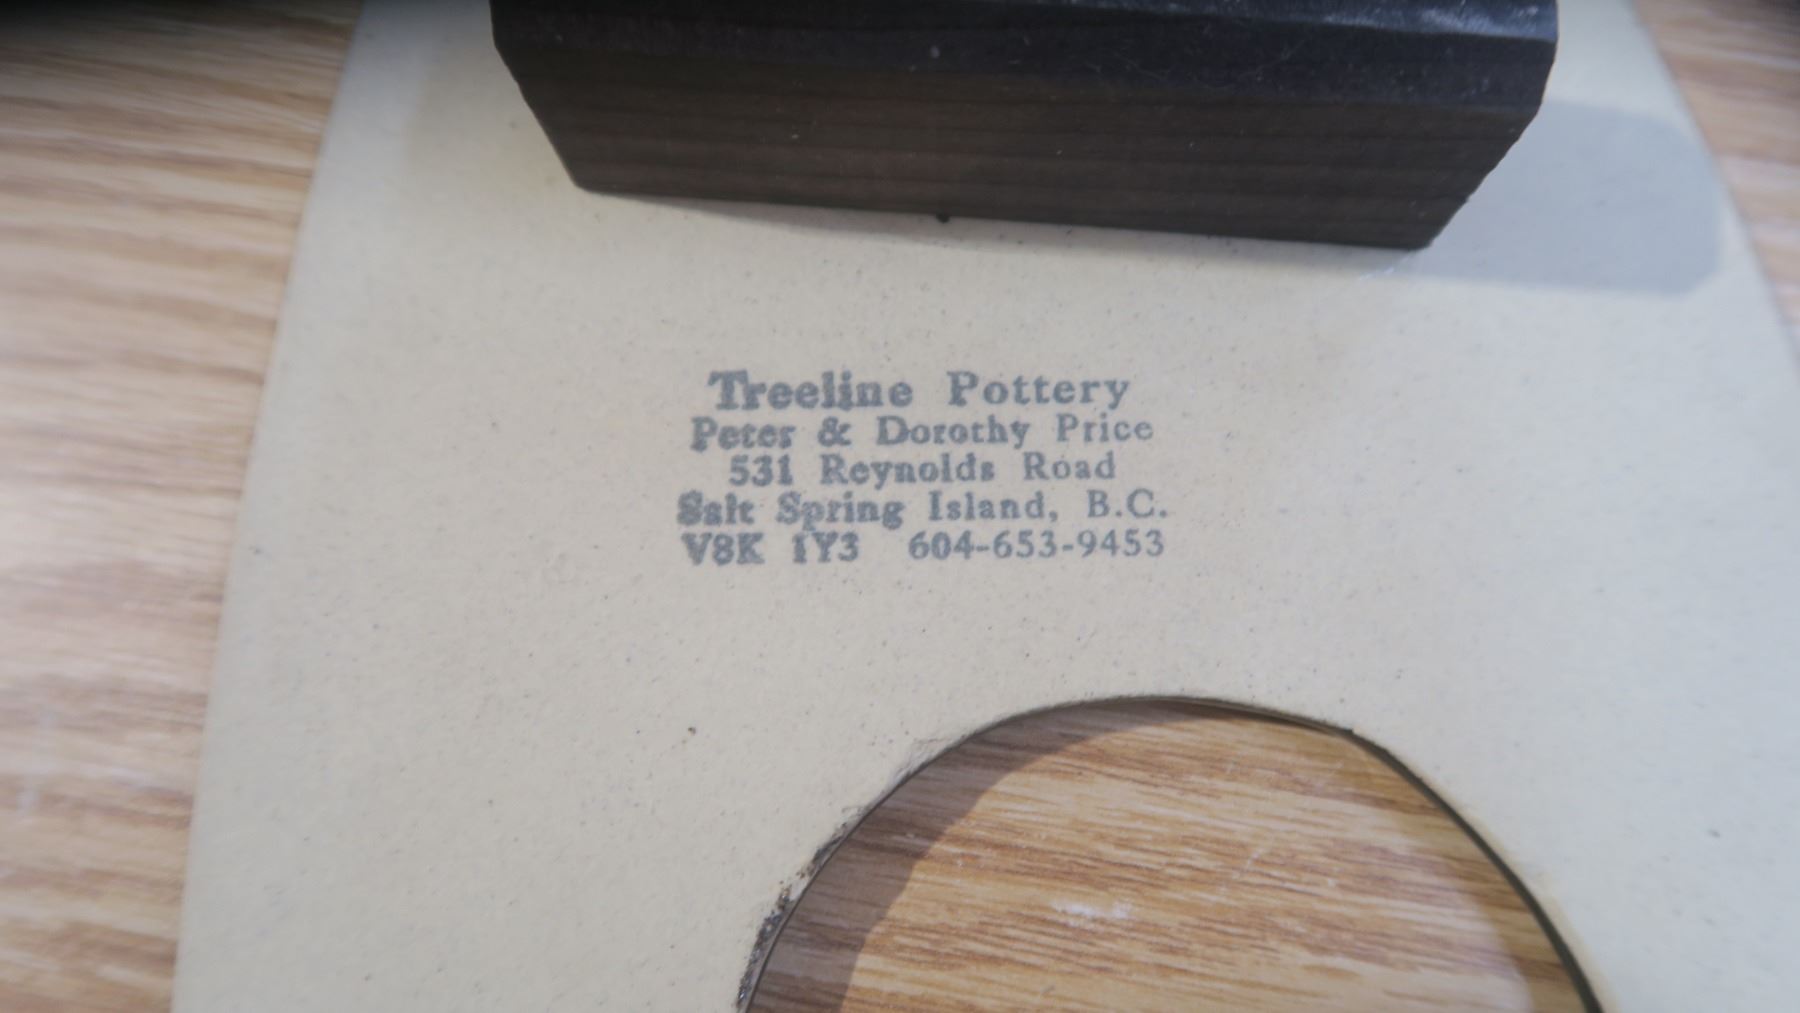 Treeline Pottery
Peter & Dorothy Price
531 Reynolds Road
Salt Spring Island, B.C.
V8K 1Y3 604-653-9453